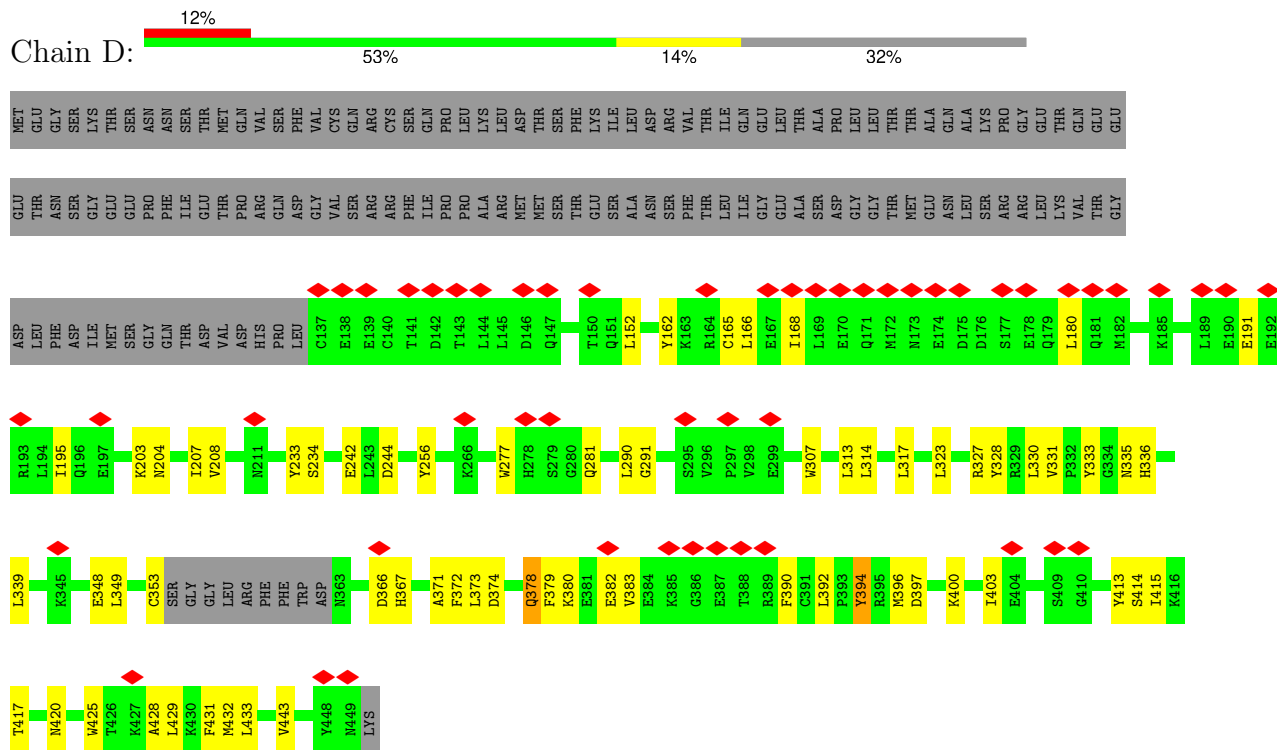 12%
Chain D:
53% 14% 32%
MET GLU GLY SER LYS THR SER ASN ASN SER THR MET GLN VAL SER PHE VAL CYS GLN ARG CYS SER GLN PRO LEU LYS LEU ASP THR SER PHE LYS ILE LEU ASP ARG VAL THR ILE GLN GLU LEU THR ALA PRO LEU LEU THR THR ALA GLN ALA LYS PRO GLY GLU THR GLN GLU GLU
GLU THR ASN SER GLY GLU GLU PRO PHE ILE GLU THR PRO ARG GLN ASP GLY VAL SER ARG ARG PHE ILE PRO PRO ALA ARG MET MET SER THR GLU SER ALA ASN SER PHE THR LEU ILE GLY GLU ALA SER ASP GLY GLY THR MET GLU ASN LEU SER ARG ARG LEU LYS VAL THR GLY
ASP LEU PHE ASP ILE MET SER GLY GLN THR ASP VAL ASP HIS PRO LEU C137 E138 E139 C140 T141 D142 T143 L144 L145 D146 Q147 T150 Q151 L152 Y162 K163 R164 C165 L166 E167 I168 L169 E170 Q171 M172 N173 E174 D175 D176 S177 E178 Q179 L180 Q181 M182 K185 L189 E190 E191 E192
R193 L194 I195 Q196 E197 K203 N204 I207 V208 N211 Y233 S234 E242 L243 D244 Y256 K266 W277 H278 S279 G280 Q281 L290 G291 S295 V296 P297 V298 E299 W307 L313 L314 L317 L323 R327 Y328 R329 L330 V331 P332 Y333 G334 N335 H336
L339 K345 E348 L349 C353 SER GLY GLY LEU ARG PHE PHE TRP ASP N363 D366 H367 A371 F372 L373 D374 Q378 F379 K380 E381 E382 V383 E384 K385 G386 E387 T388 R389 F390 C391 L392 P393 Y394 R395 M396 D397 K400 I403 E404 S409 G410 Y413 S414 I415 K416
T417 N420 W425 T426 K427 A428 L429 K430 F431 M432 L433 V443 Y448 N449 LYS